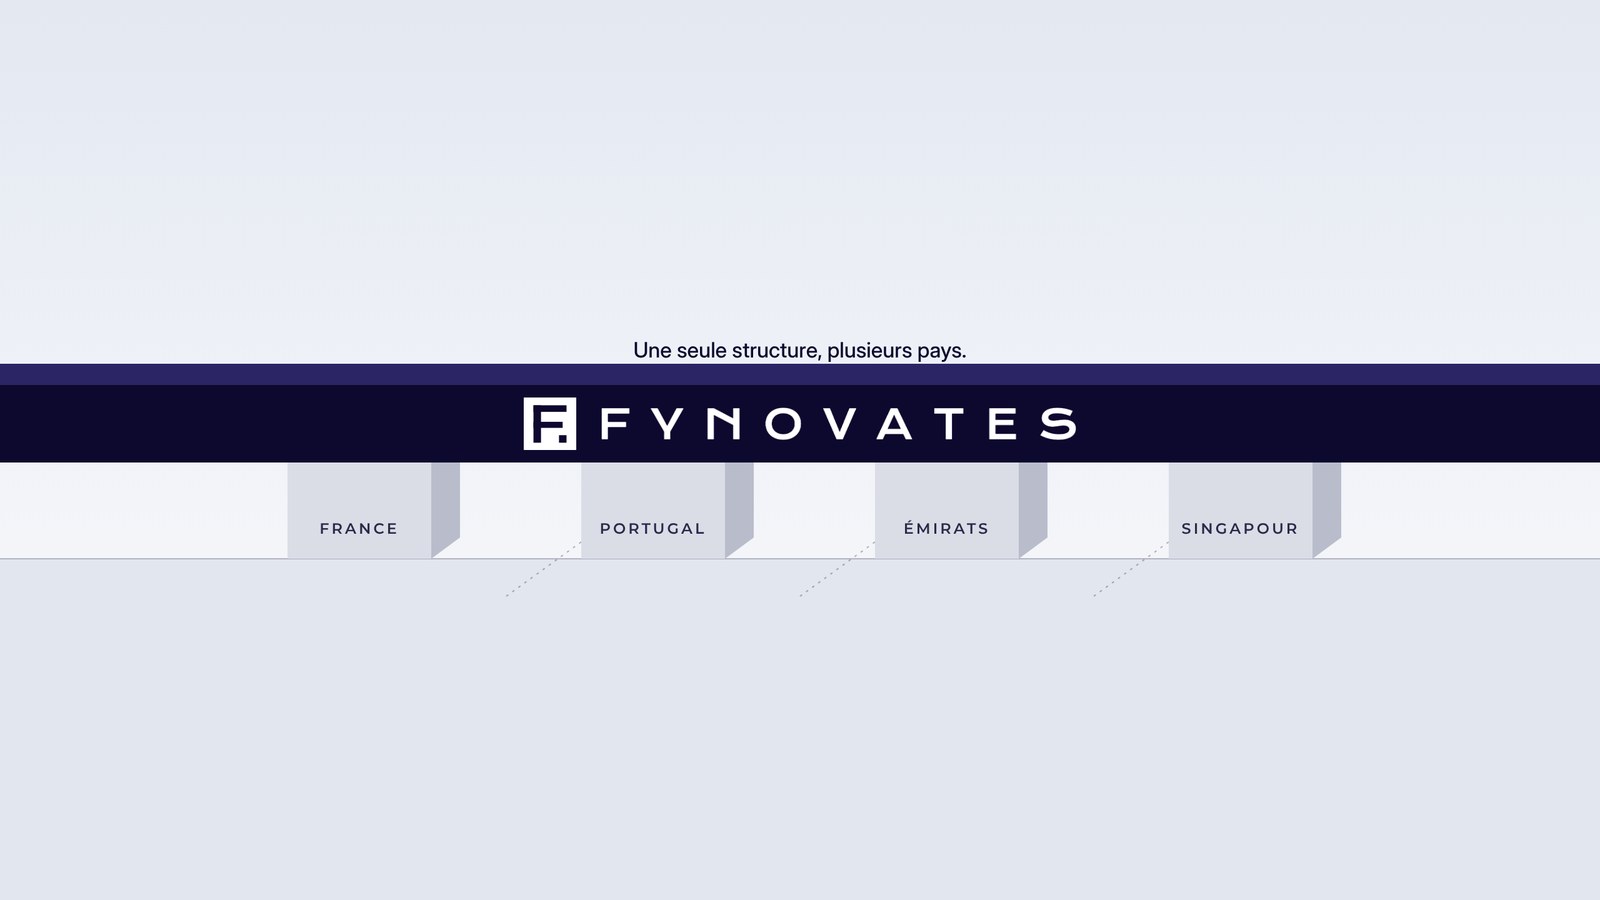 Une seule structure, plusieurs pays.
F. FYNOVATES
FRANCE
PORTUGAL
ÉMIRATS
SINGAPOUR